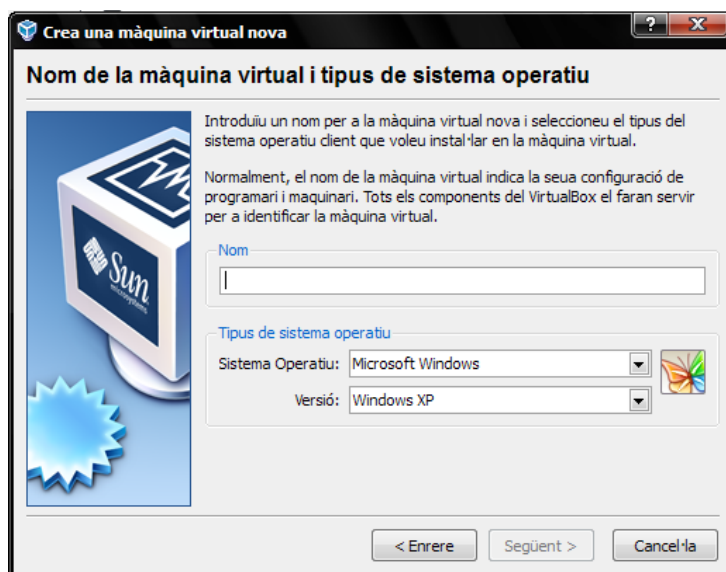 Crea una màquina virtual nova
Nom de la màquina virtual i tipus de sistema operatiu
Introduïu un nom per a la màquina virtual nova i seleccioneu el tipus del
sistema operatiu client que voleu instal·lar en la màquina virtual.
Normalment, el nom de la màquina virtual indica la seua configuració de
programari i maquinari. Tots els components del VirtualBox el faran servir
per a identificar la màquina virtual.
Sun
microsystems
Nom
Tipus de sistema operatiu
Sistema Operatiu: Microsoft Windows
Versió: Windows XP
< Enrere Següent > Cancel·la